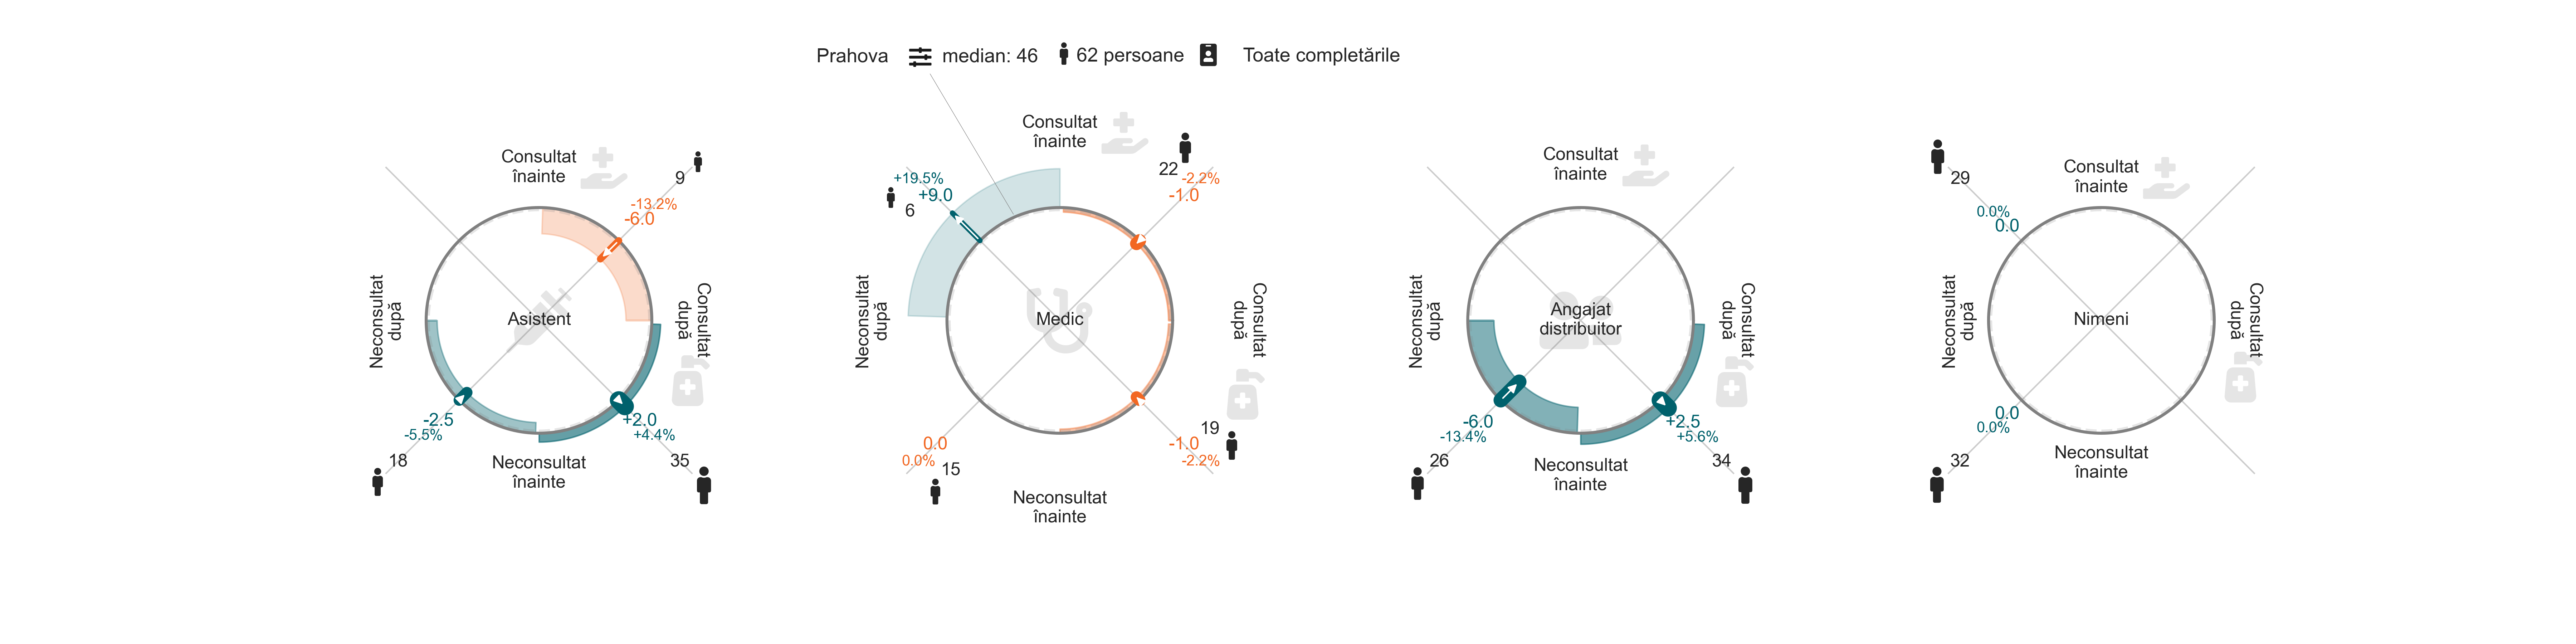 Prahova median: 46 62 persoane Toate completările
Consultat
înainte
9
-13.2%
-6.0
Neconsultat
după
Asistent
Consultat
după
-2.5
-5.5%
18
+2.0
+4.4%
35
Neconsultat
înainte
Consultat
înainte
+19.5%
+9.0
6
22
-2.2%
-1.0
Neconsultat
după
Medic
Consultat
după
0.0
0.0%
15
19
-1.0
-2.2%
Neconsultat
înainte
Consultat
înainte
Neconsultat
după
Angajat
distribuitor
Consultat
după
-6.0
-13.4%
26
+2.5
+5.6%
34
Neconsultat
înainte
29
Consultat
înainte
0.0%
0.0
Neconsultat
după
Nimeni
Consultat
după
0.0
0.0%
32
Neconsultat
înainte